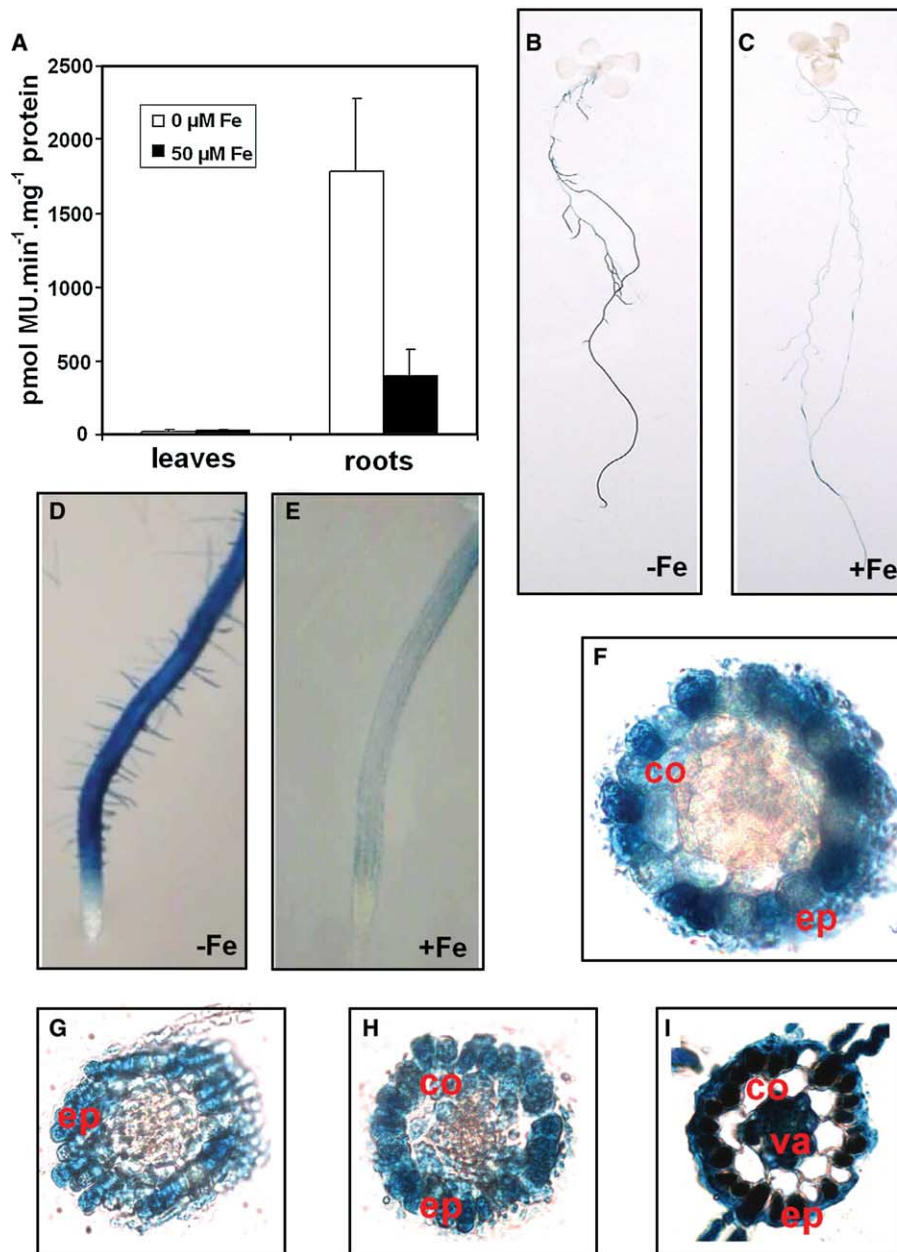 A
pmol MU.min⁻¹.mg⁻¹ protein
2500
2000
1500
1000
500
0
0 µM Fe
50 µM Fe
leaves
roots
B
-Fe
C
+Fe
D
-Fe
E
+Fe
F
co
ep
G
ep
H
co
ep
I
co
va
ep